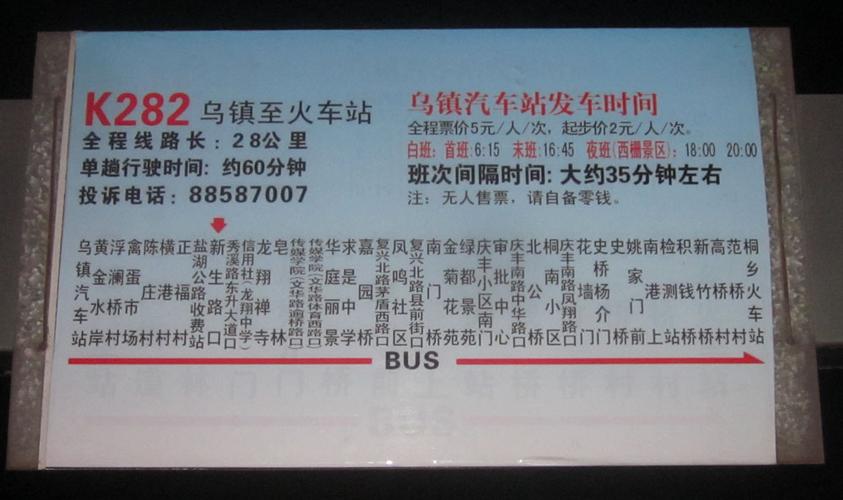 K282 乌镇至火车站
全程线路长：28公里
单趟行驶时间：约60分钟
投诉电话：88587007
乌镇汽车站发车时间
全程票价5元/人/次，起步价2元/人/次。
白班：首班：6:15 末班：16:45 夜班(西栅景区)：18:00 20:00
班次间隔时间：大约35分钟左右
注：无人售票，请自备零钱。
乌镇汽车站
黄金水岸
浮澜桥村
禽蛋市场
陈庄村
横港村
正福村
盐湖公路收费站
新生路口
秀溪路东升大道口
信用社(龙翔中学)
龙翔禅寺
皂林
传媒学院(文华路逾桥路口)
传媒学院(文华路体育西路口)
华庭丽景
求是中学
嘉园桥
复兴北路茅盾西路口
凤鸣社区
复兴北路县前街口
南门桥
金菊花苑
绿都景苑
庆丰小区南门
审批中心
庆丰南路中华路口
北公桥
桐南小区
庆丰南路凤翔路口
花墙门
史桥杨介门
史桥
姚家门前
南港上
检测站
积钱桥
新竹桥
高桥村
范桥村
桐乡火车站
BUS